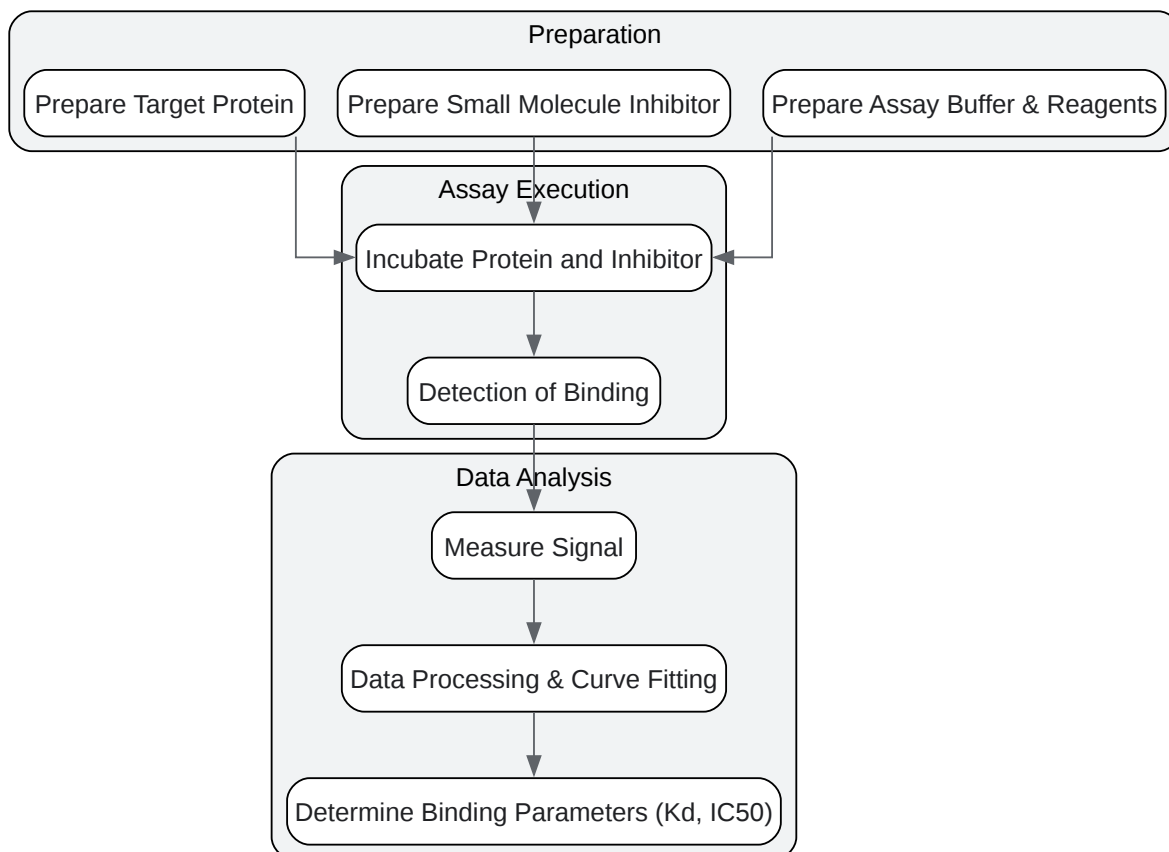 Preparation
Prepare Target Protein
Prepare Small Molecule Inhibitor
Prepare Assay Buffer & Reagents
Assay Execution
Incubate Protein and Inhibitor
Detection of Binding
Data Analysis
Measure Signal
Data Processing & Curve Fitting
Determine Binding Parameters (Kd, IC50)